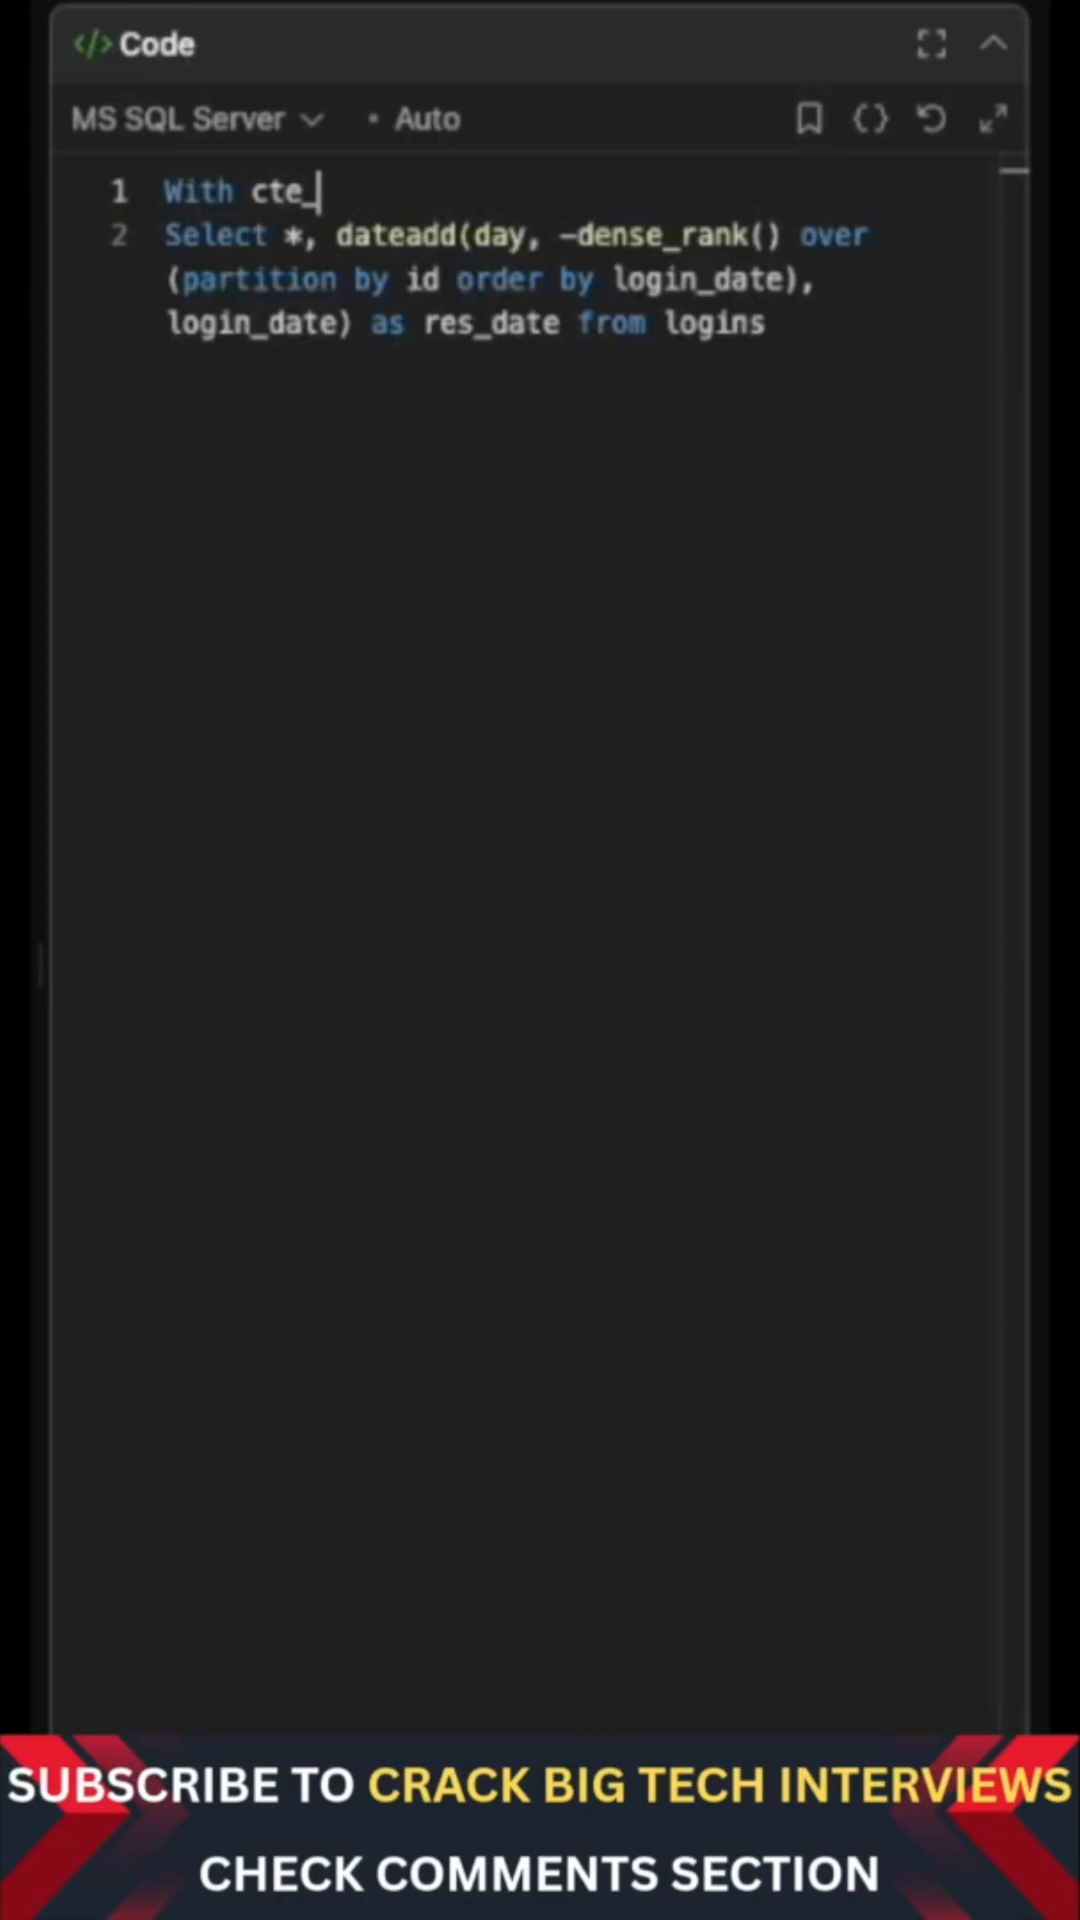 </> Code
MS SQL Server • Auto
1 With cte_
2 Select *, dateadd(day, -dense_rank() over
(partition by id order by login_date),
login_date) as res_date from logins
SUBSCRIBE TO CRACK BIG TECH INTERVIEWS
CHECK COMMENTS SECTION